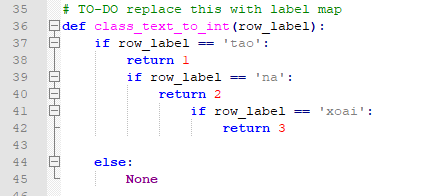 35 # TO-DO replace this with label map
36 def class_text_to_int(row_label):
37     if row_label == 'tao':
38         return 1
39         if row_label == 'na':
40             return 2
41                 if row_label == 'xoai':
42                     return 3
43
44     else:
45         None